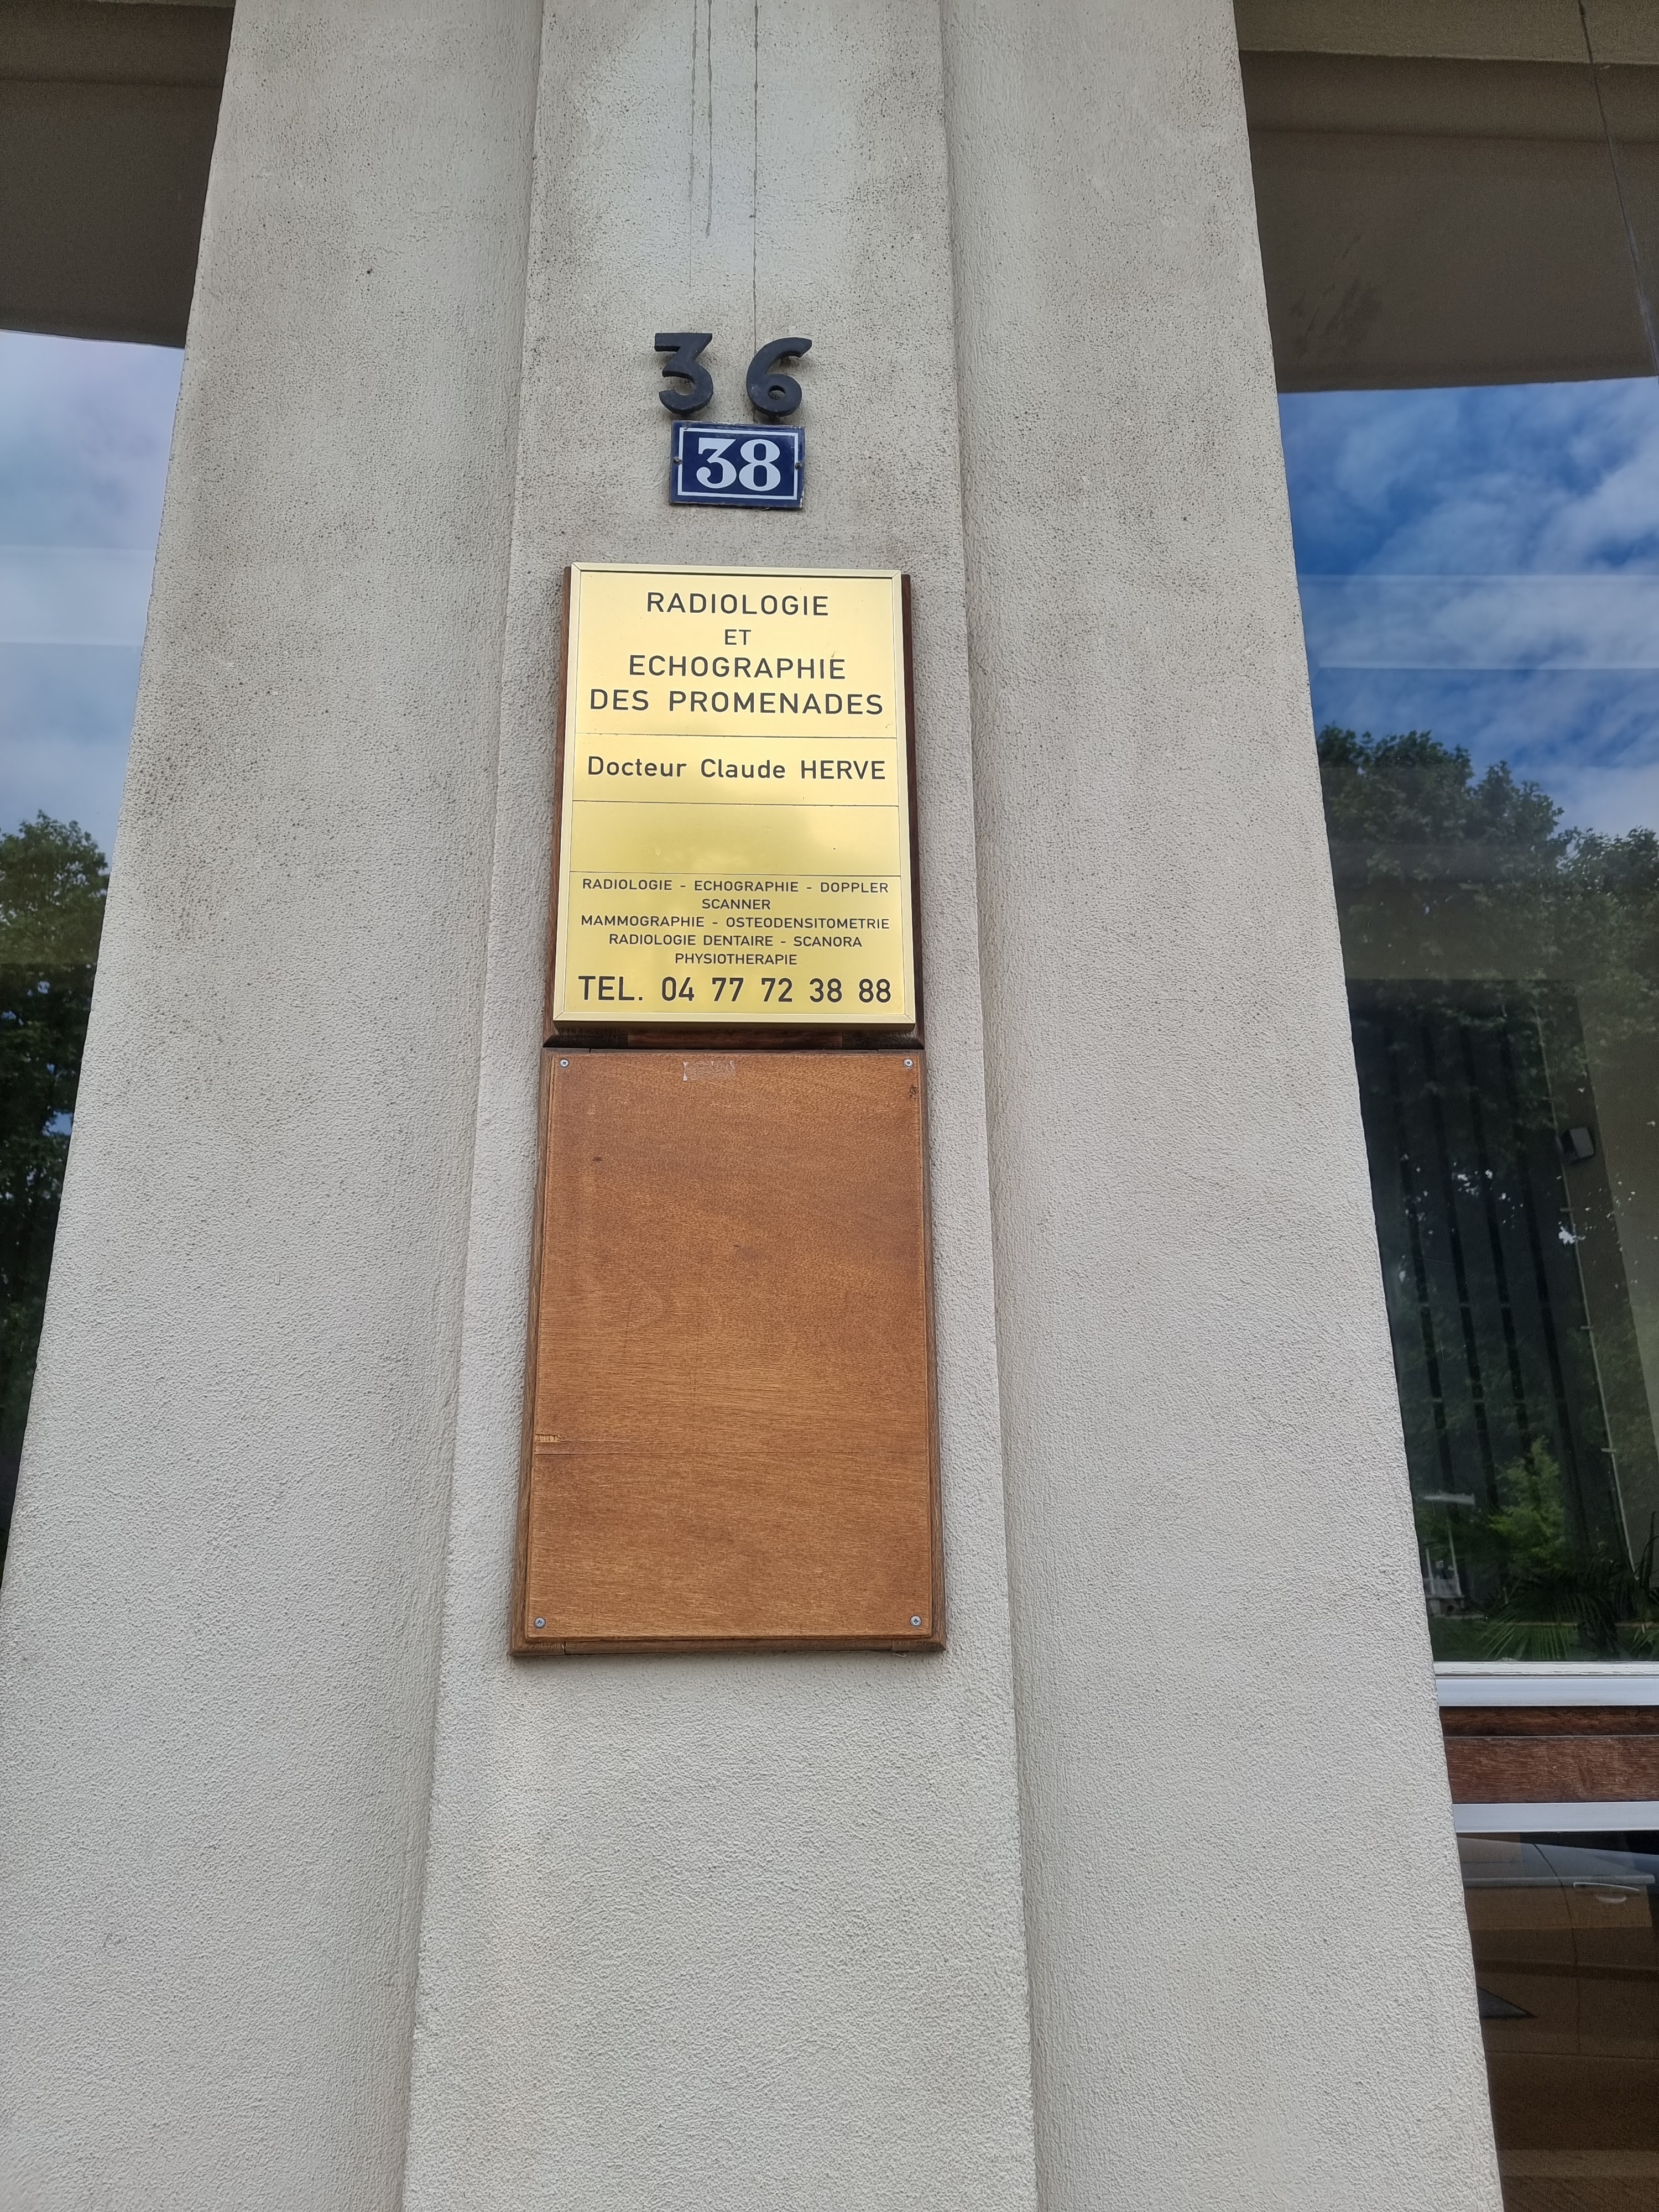 36
38
RADIOLOGIE
ET
ECHOGRAPHIE
DES PROMENADES
Docteur Claude HERVE
RADIOLOGIE - ECHOGRAPHIE - DOPPLER
SCANNER
MAMMOGRAPHIE - OSTEODENSITOMETRIE
RADIOLOGIE DENTAIRE - SCANORA
PHYSIOTHERAPIE
TEL. 04 77 72 38 88